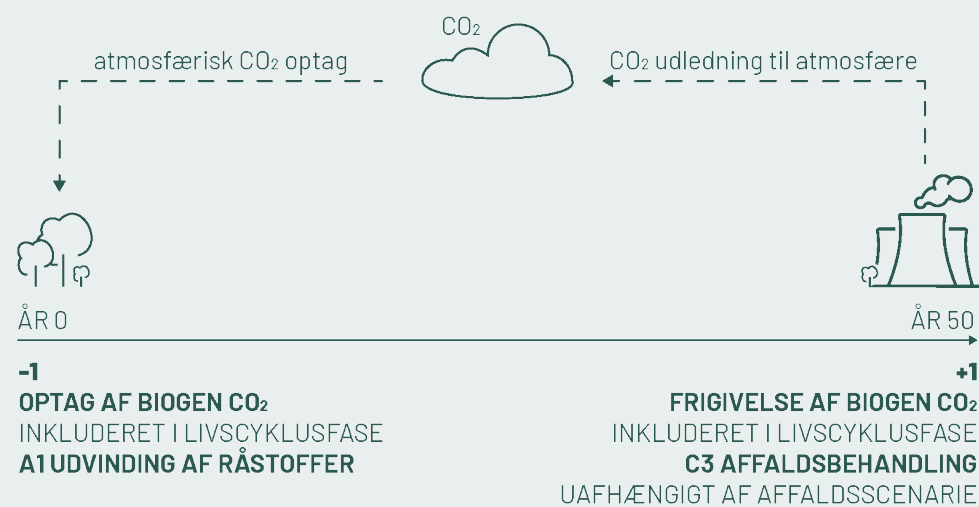 CO₂
atmosfærisk CO₂ optag
CO₂ udledning til atmosfære
ÅR 0
ÅR 50
-1
OPTAG AF BIOGEN CO₂
INKLUDERET I LIVSCYKLUSFASE
A1 UDVINDING AF RÅSTOFFER
+1
FRIGIVELSE AF BIOGEN CO₂
INKLUDERET I LIVSCYKLUSFASE
C3 AFFALDSBEHANDLING
UAFHÆNGIGT AF AFFALDSSCENARIE